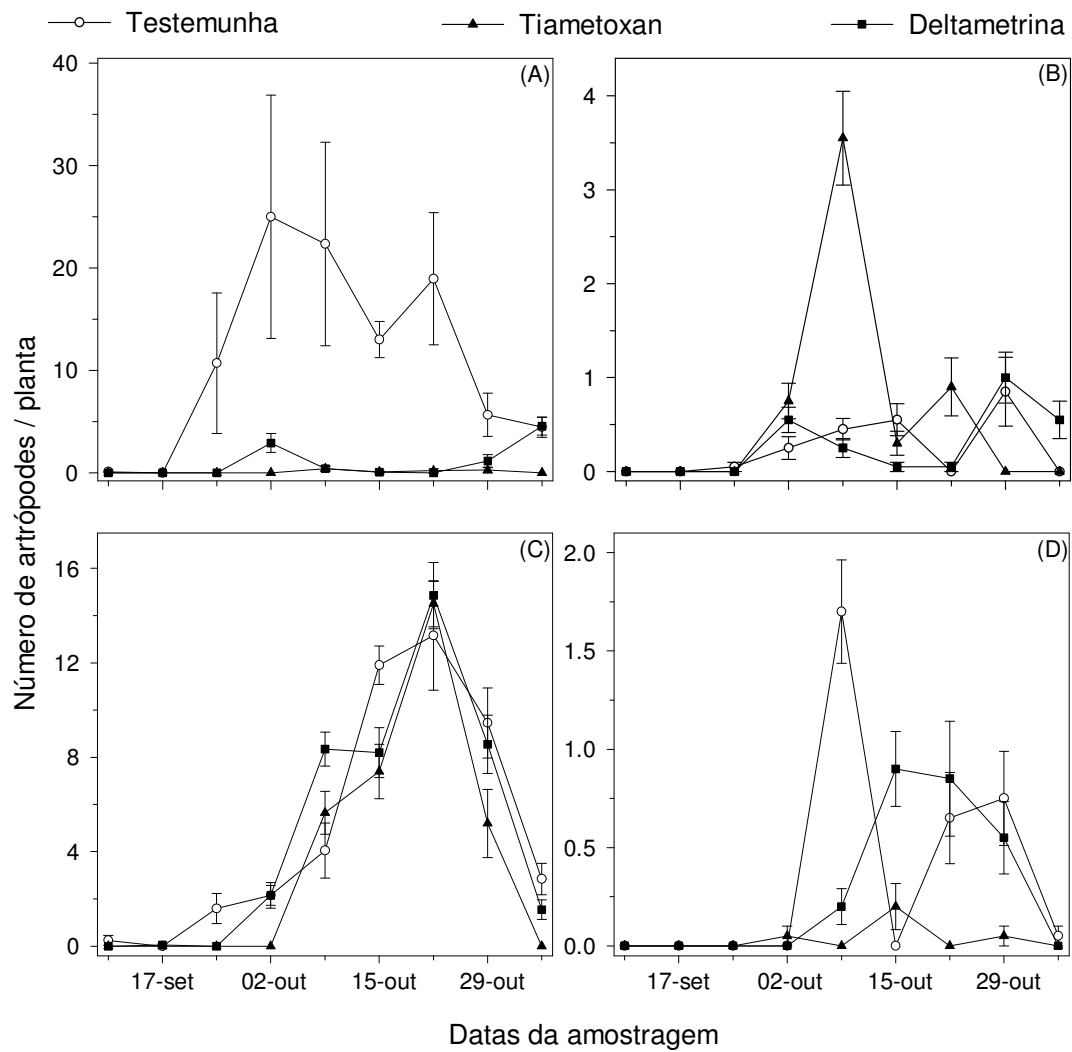 Testemunha Tiametoxan Deltametrina
Número de artrópodes / planta
(A)
40
30
20
10
0
(B)
4
3
2
1
0
(C)
16
12
8
4
0
17-set 02-out 15-out 29-out
(D)
2.0
1.5
1.0
0.5
0.0
17-set 02-out 15-out 29-out
Datas da amostragem